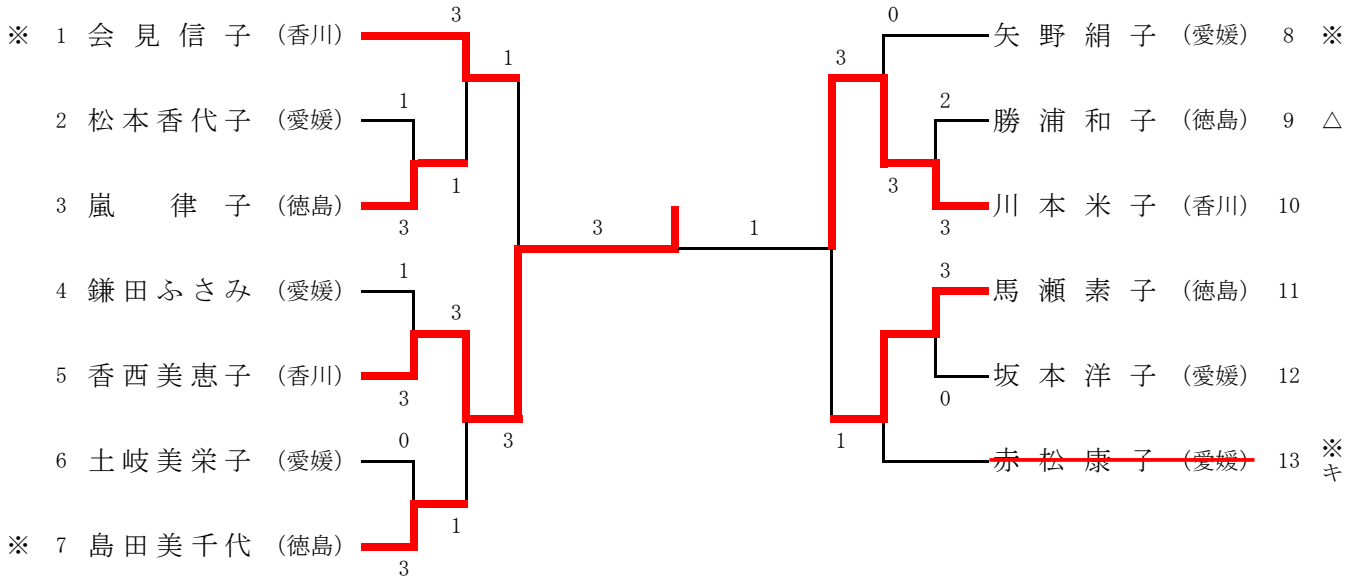 3
※ 1 会見信子 (香川)
1
1
2 松本香代子 (愛媛)
1
3 嵐 律子 (徳島)
3
1
4 鎌田ふさみ (愛媛)
3
5 香西美恵子 (香川)
3
3
0
6 土岐美栄子 (愛媛)
1
※ 7 島田美千代 (徳島)
3
3
1
0
矢野絹子 (愛媛) 8 ※
3
2
勝浦和子 (徳島) 9 △
3
川本米子 (香川) 10
3
3
馬瀬素子 (徳島) 11
坂本洋子 (愛媛) 12
0
1
赤松康子 (愛媛) 13 ※
キ